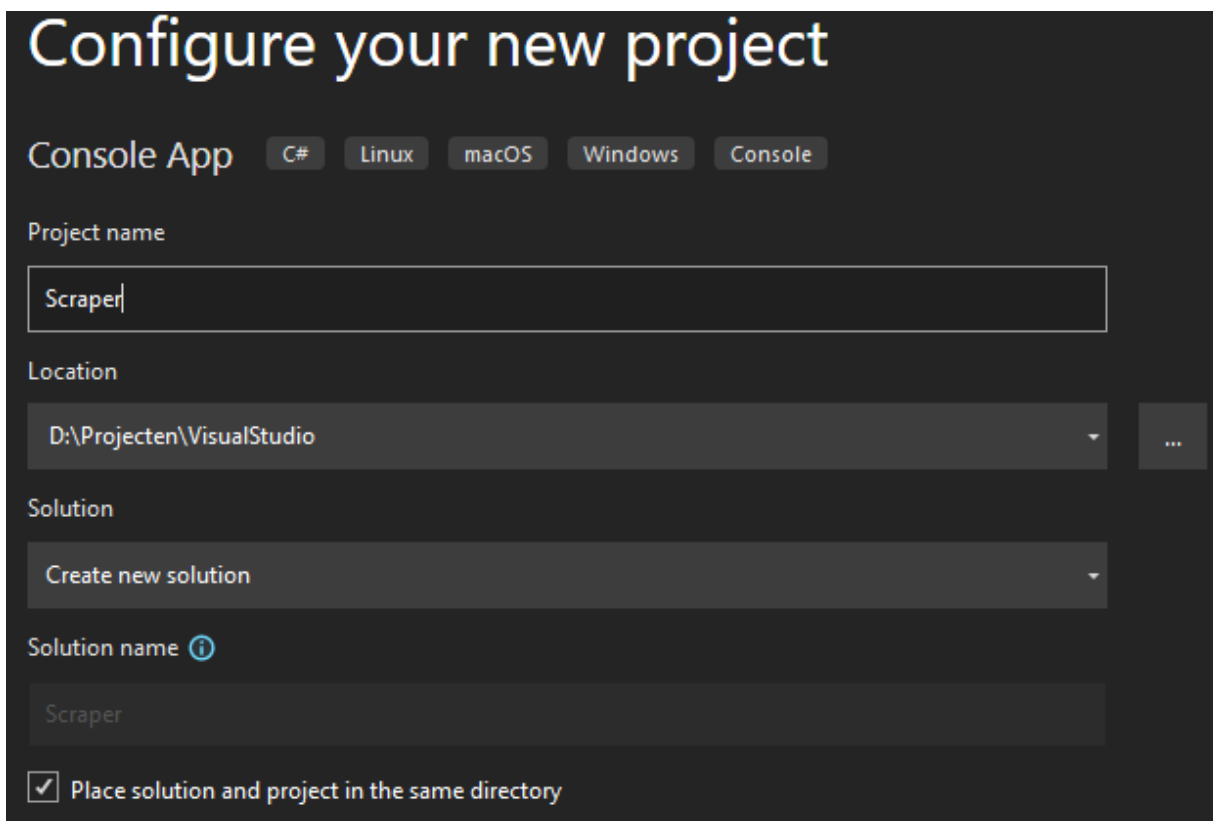 Configure your new project
Console App C# Linux macOS Windows Console
Project name
Scraper
Location
D:\Projecten\VisualStudio
...
Solution
Create new solution
Solution name
Scraper
Place solution and project in the same directory